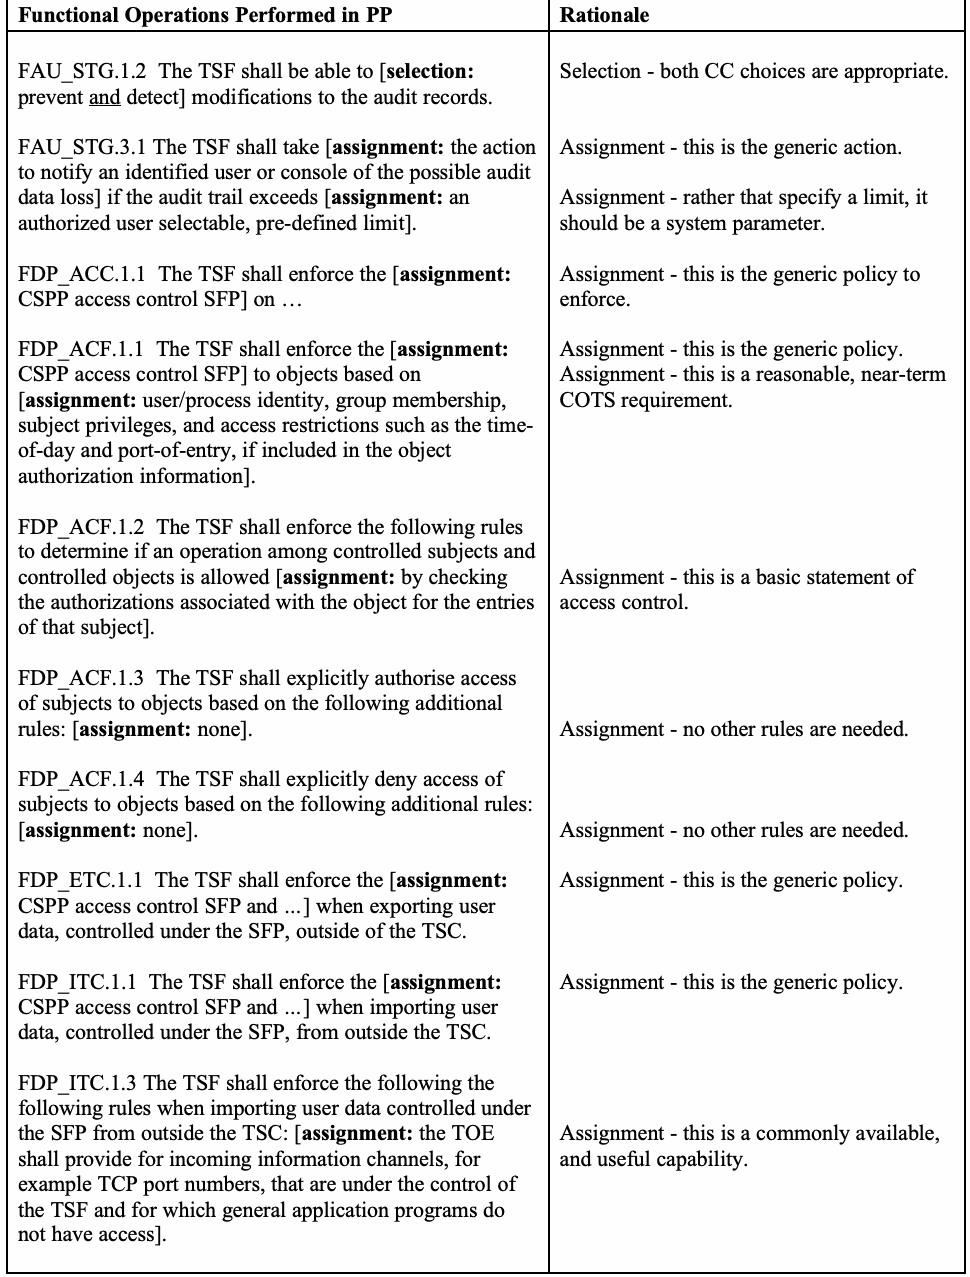 Functional Operations Performed in PP
Rationale
FAU_STG.1.2  The TSF shall be able to [selection:
prevent and detect] modifications to the audit records.
Selection - both CC choices are appropriate.
FAU_STG.3.1 The TSF shall take [assignment: the action
to notify an identified user or console of the possible audit
data loss] if the audit trail exceeds [assignment: an
authorized user selectable, pre-defined limit].
Assignment - this is the generic action.
Assignment - rather that specify a limit, it
should be a system parameter.
FDP_ACC.1.1  The TSF shall enforce the [assignment:
CSPP access control SFP] on …
Assignment - this is the generic policy to
enforce.
FDP_ACF.1.1  The TSF shall enforce the [assignment:
CSPP access control SFP] to objects based on
[assignment: user/process identity, group membership,
subject privileges, and access restrictions such as the time-
of-day and port-of-entry, if included in the object
authorization information].
Assignment - this is the generic policy.
Assignment - this is a reasonable, near-term
COTS requirement.
FDP_ACF.1.2  The TSF shall enforce the following rules
to determine if an operation among controlled subjects and
controlled objects is allowed [assignment: by checking
the authorizations associated with the object for the entries
of that subject].
Assignment - this is a basic statement of
access control.
FDP_ACF.1.3  The TSF shall explicitly authorise access
of subjects to objects based on the following additional
rules: [assignment: none].
Assignment - no other rules are needed.
FDP_ACF.1.4  The TSF shall explicitly deny access of
subjects to objects based on the following additional rules:
[assignment: none].
Assignment - no other rules are needed.
FDP_ETC.1.1  The TSF shall enforce the [assignment:
CSPP access control SFP and ...] when exporting user
data, controlled under the SFP, outside of the TSC.
Assignment - this is the generic policy.
FDP_ITC.1.1  The TSF shall enforce the [assignment:
CSPP access control SFP and ...] when importing user
data, controlled under the SFP, from outside the TSC.
Assignment - this is the generic policy.
FDP_ITC.1.3 The TSF shall enforce the following the
following rules when importing user data controlled under
the SFP from outside the TSC: [assignment: the TOE
shall provide for incoming information channels, for
example TCP port numbers, that are under the control of
the TSF and for which general application programs do
not have access].
Assignment - this is a commonly available,
and useful capability.